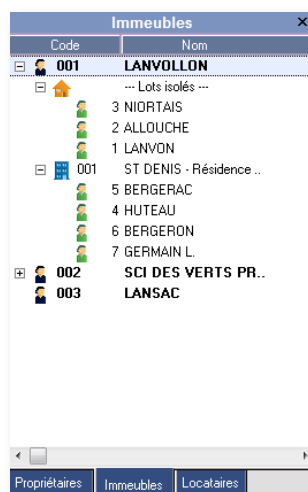 Immeubles ×
Code Nom
001 LANVOLLON
--- Lots isolés ---
3 NIORTAIS
2 ALLOUCHE
1 LANVON
001 ST DENIS - Résidence ..
5 BERGERAC
4 HUTEAU
6 BERGERON
7 GERMAIN L.
002 SCI DES VERTS PR..
003 LANSAC
Propriétaires Immeubles Locataires